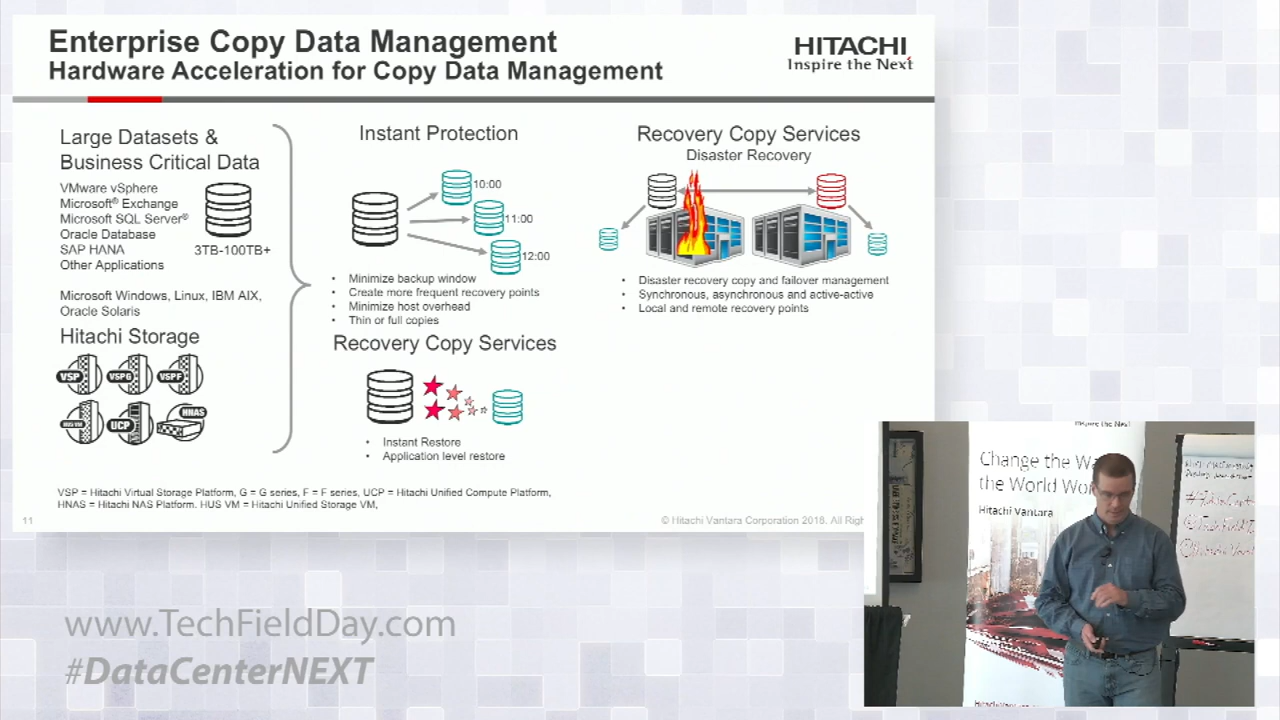 Enterprise Copy Data Management
Hardware Acceleration for Copy Data Management
HITACHI
Inspire the Next
Large Datasets &
Business Critical Data
VMware vSphere
Microsoft® Exchange
Microsoft SQL Server®
Oracle Database
SAP HANA
Other Applications
3TB-100TB+
Microsoft Windows, Linux, IBM AIX,
Oracle Solaris
Hitachi Storage
VSP
VSP G
VSP F
HUS VM
UCP
HNAS
Instant Protection
10:00
11:00
12:00
• Minimize backup window
• Create more frequent recovery points
• Minimize host overhead
• Thin or full copies
Recovery Copy Services
• Instant Restore
• Application level restore
Recovery Copy Services
Disaster Recovery
• Disaster recovery copy and failover management
• Synchronous, asynchronous and active-active
• Local and remote recovery points
VSP = Hitachi Virtual Storage Platform, G = G series, F = F series, UCP = Hitachi Unified Compute Platform,
HNAS = Hitachi NAS Platform. HUS VM = Hitachi Unified Storage VM,
11
© Hitachi Vantara Corporation 2018. All Righ
Inspire the Next
Change the Wa
the World Wo
Hitachi Vantara
www.TechFieldDay.com
#DataCenterNEXT